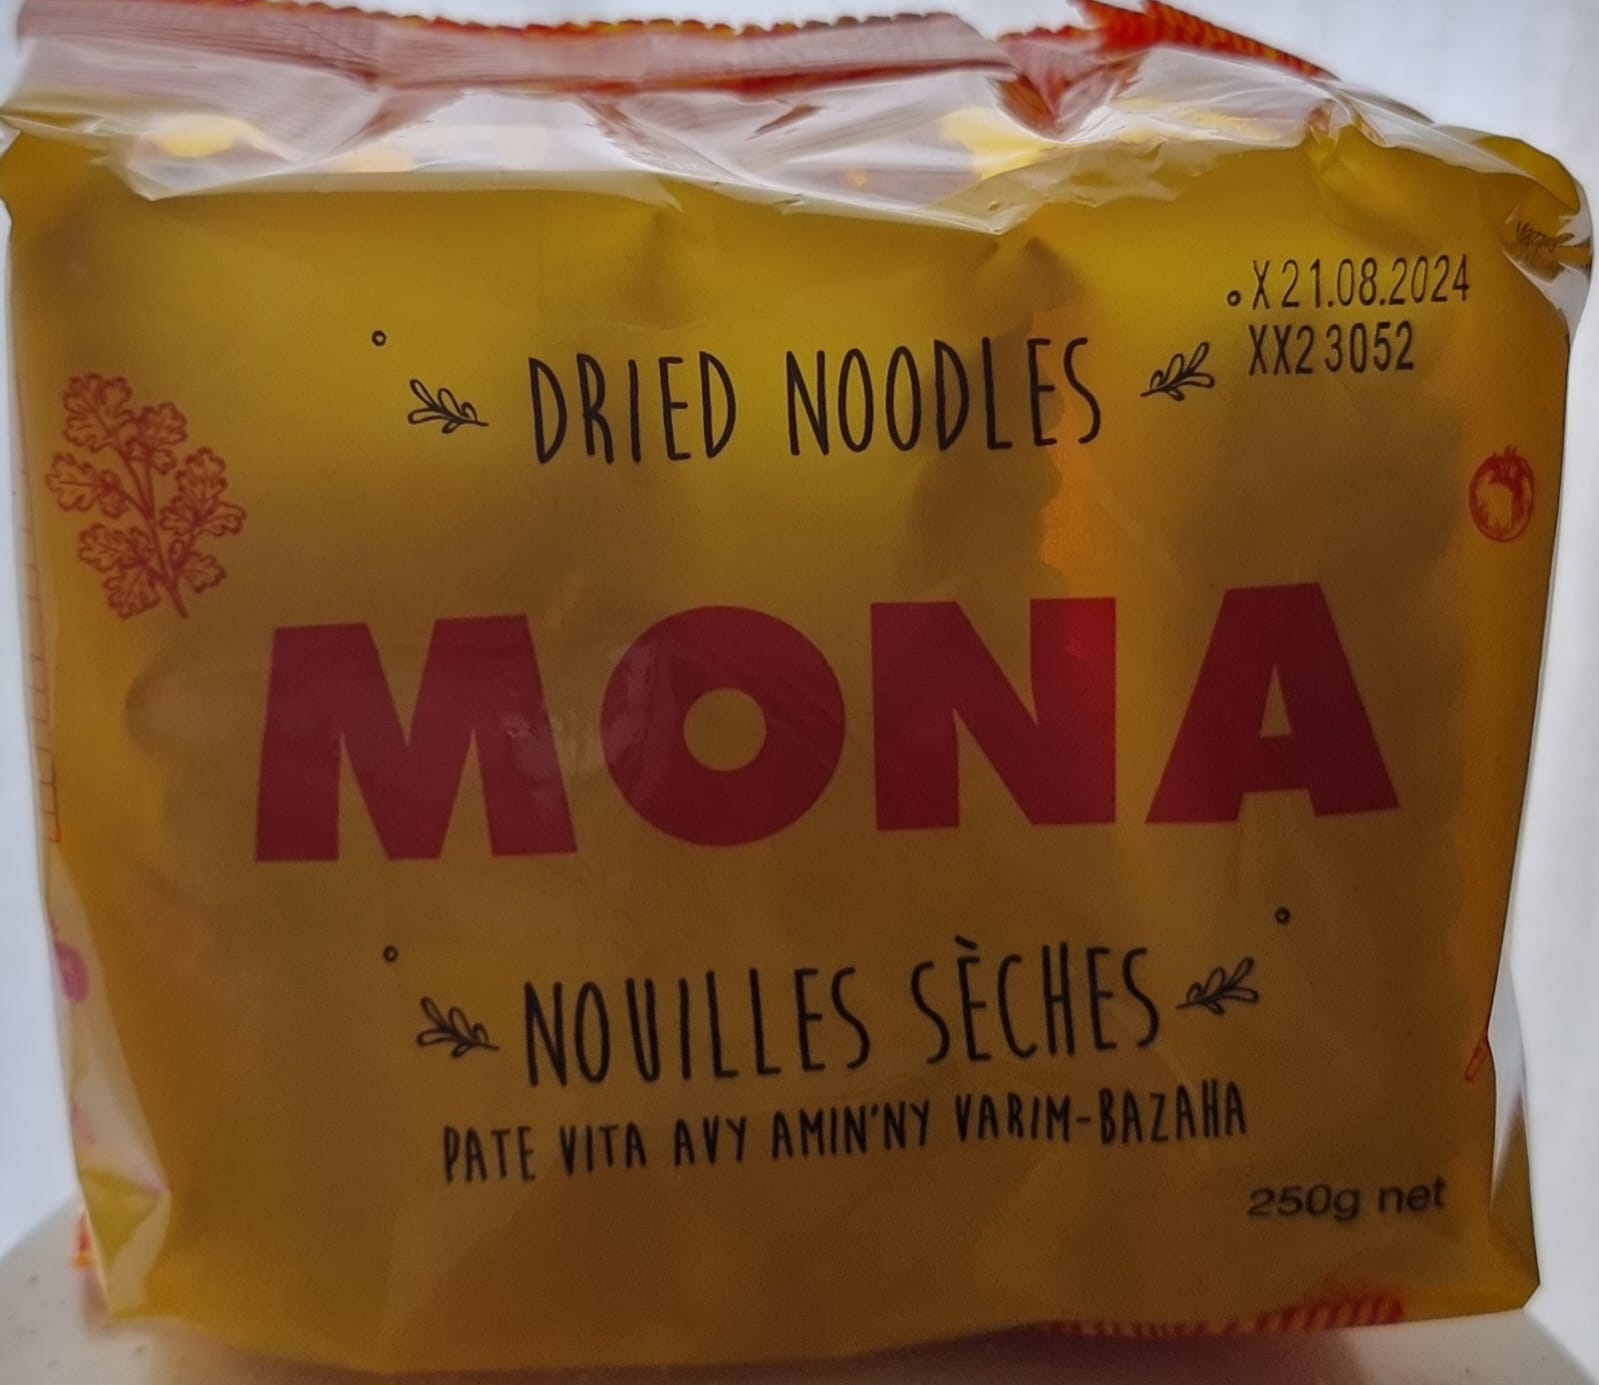 X 21.08.2024
XX2 3052
DRIED NOODLES
MONA
NOUILLES SÈCHES
PATE VITA AVY AMIN'NY VARIM-BAZAHA
250g net